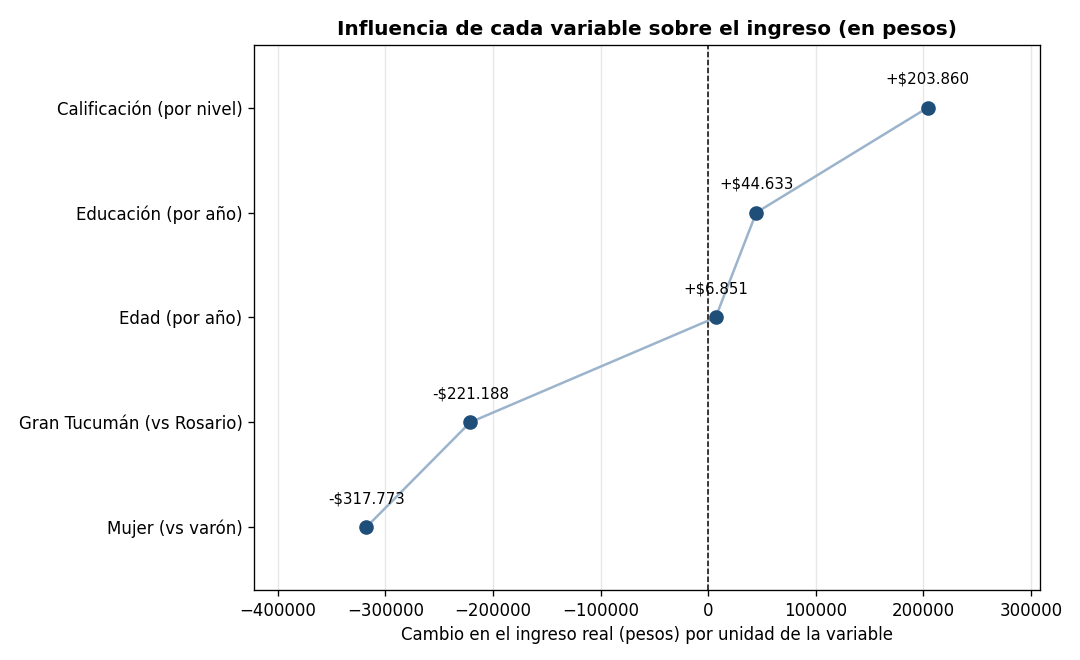 Influencia de cada variable sobre el ingreso (en pesos)
Calificación (por nivel)
+$203.860
Educación (por año)
+$44.633
Edad (por año)
+$6.851
Gran Tucumán (vs Rosario)
-$221.188
Mujer (vs varón)
-$317.773
−400000 −300000 −200000 −100000 0 100000 200000 300000
Cambio en el ingreso real (pesos) por unidad de la variable